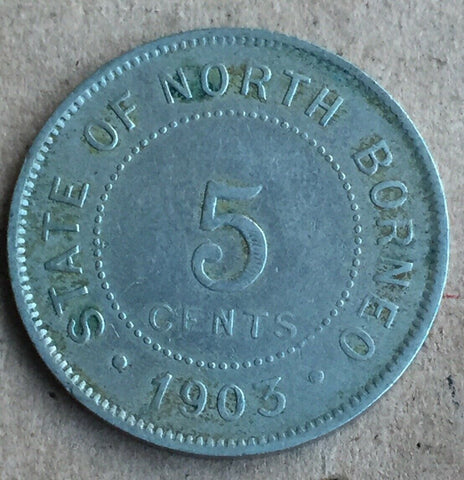 STATE OF NORTH BORNEO
5
CENTS
1903